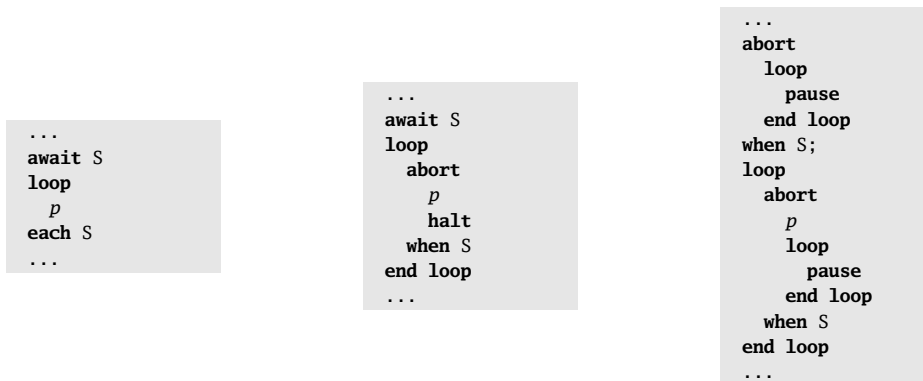 ...
await S
loop
p
each S
...
...
await S
loop
abort
p
halt
when S
end loop
...
...
abort
loop
pause
end loop
when S;
loop
abort
p
loop
pause
end loop
when S
end loop
...